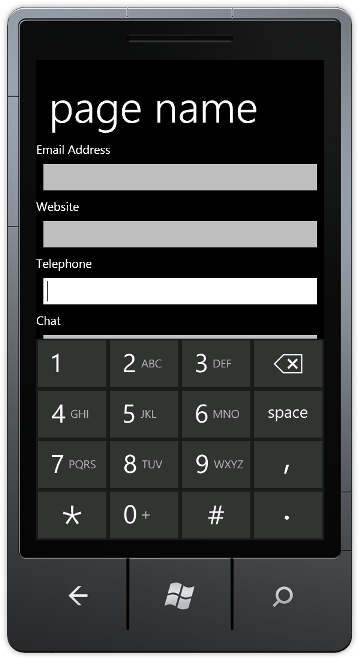 page name
Email Address
Website
Telephone
Chat
1 2 ABC 3 DEF
4 GHI 5 JKL 6 MNO space
7 PQRS 8 TUV 9 WXYZ ,
* 0 + # .